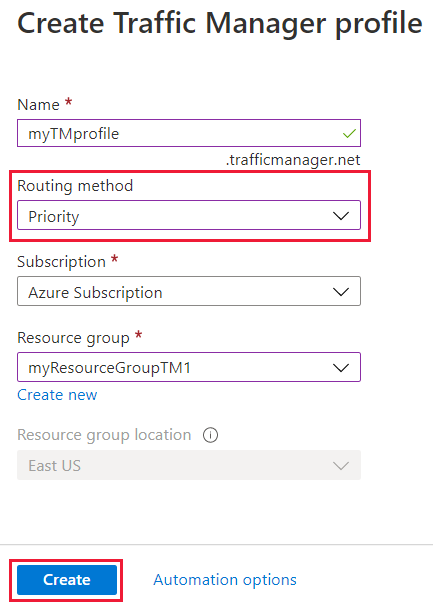 Create Traffic Manager profile
Name *
myTMprofile
.trafficmanager.net
Routing method
Priority
Subscription *
Azure Subscription
Resource group *
myResourceGroupTM1
Create new
Resource group location
East US
Create
Automation options